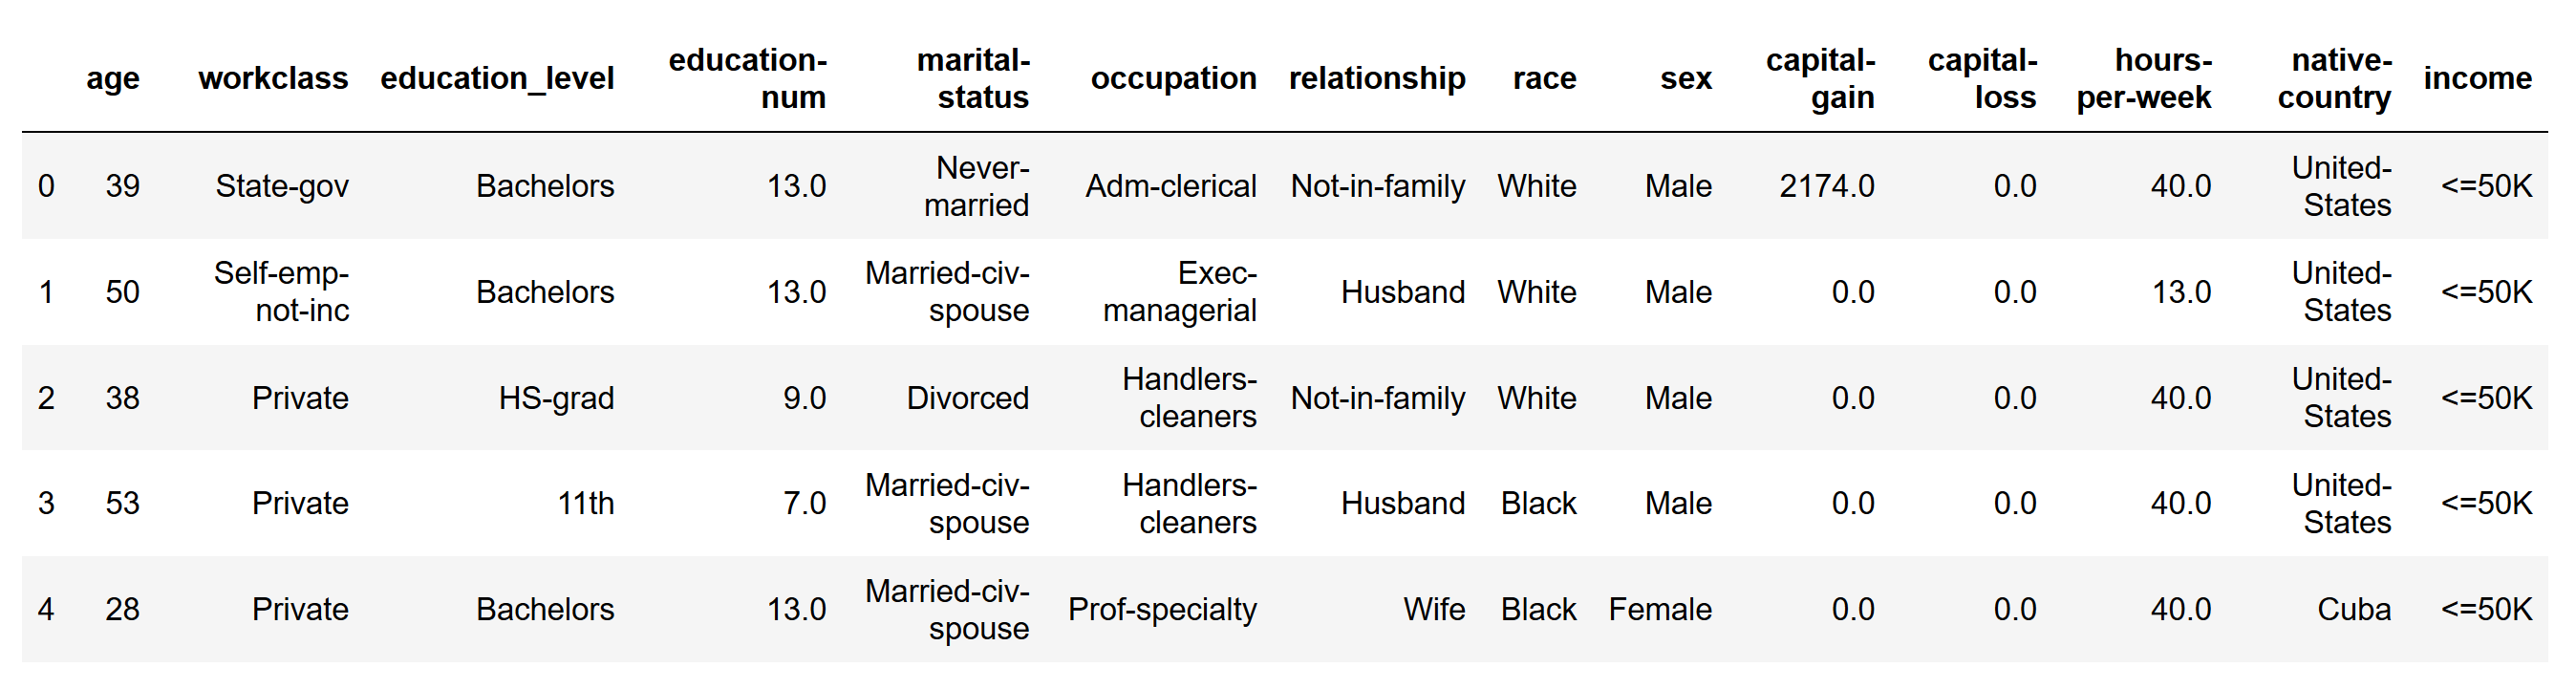 age workclass education_level education-num marital-status occupation relationship race sex capital-gain capital-loss hours-per-week native-country income
0 39 State-gov Bachelors 13.0 Never-married Adm-clerical Not-in-family White Male 2174.0 0.0 40.0 United-States <=50K
1 50 Self-emp-not-inc Bachelors 13.0 Married-civ-spouse Exec-managerial Husband White Male 0.0 0.0 13.0 United-States <=50K
2 38 Private HS-grad 9.0 Divorced Handlers-cleaners Not-in-family White Male 0.0 0.0 40.0 United-States <=50K
3 53 Private 11th 7.0 Married-civ-spouse Handlers-cleaners Husband Black Male 0.0 0.0 40.0 United-States <=50K
4 28 Private Bachelors 13.0 Married-civ-spouse Prof-specialty Wife Black Female 0.0 0.0 40.0 Cuba <=50K